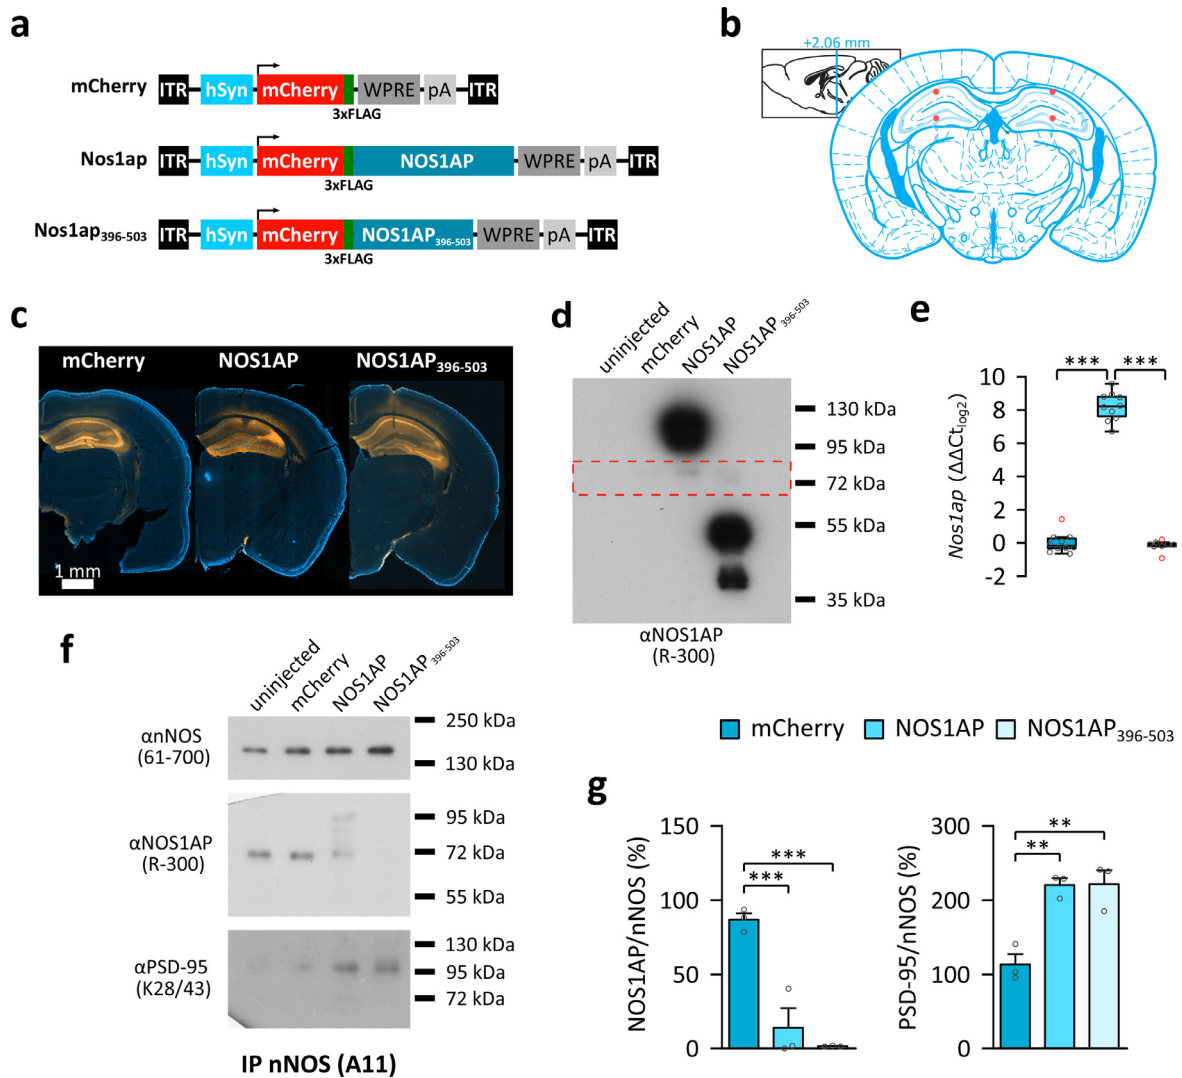 a
mCherry
ITR hSyn mCherry WPRE pA ITR
3xFLAG
Nos1ap
ITR hSyn mCherry NOS1AP WPRE pA ITR
3xFLAG
Nos1ap396-503
ITR hSyn mCherry NOS1AP396-503 WPRE pA ITR
3xFLAG
b
+2.06 mm
c
mCherry NOS1AP NOS1AP396-503
1 mm
d
uninjected mCherry NOS1AP NOS1AP396-503
130 kDa
95 kDa
72 kDa
55 kDa
35 kDa
αNOS1AP
(R-300)
e
*** ***
Nos1ap (ΔΔCtlog2)
10
8
6
4
2
0
-2
f
uninjected mCherry NOS1AP NOS1AP396-503
αnNOS
(61-700)
250 kDa
130 kDa
αNOS1AP
(R-300)
95 kDa
72 kDa
55 kDa
αPSD-95
(K28/43)
130 kDa
95 kDa
72 kDa
IP nNOS (A11)
mCherry NOS1AP NOS1AP396-503
g
NOS1AP/nNOS (%)
150
100
50
0
***
***
PSD-95/nNOS (%)
300
200
100
0
**
**